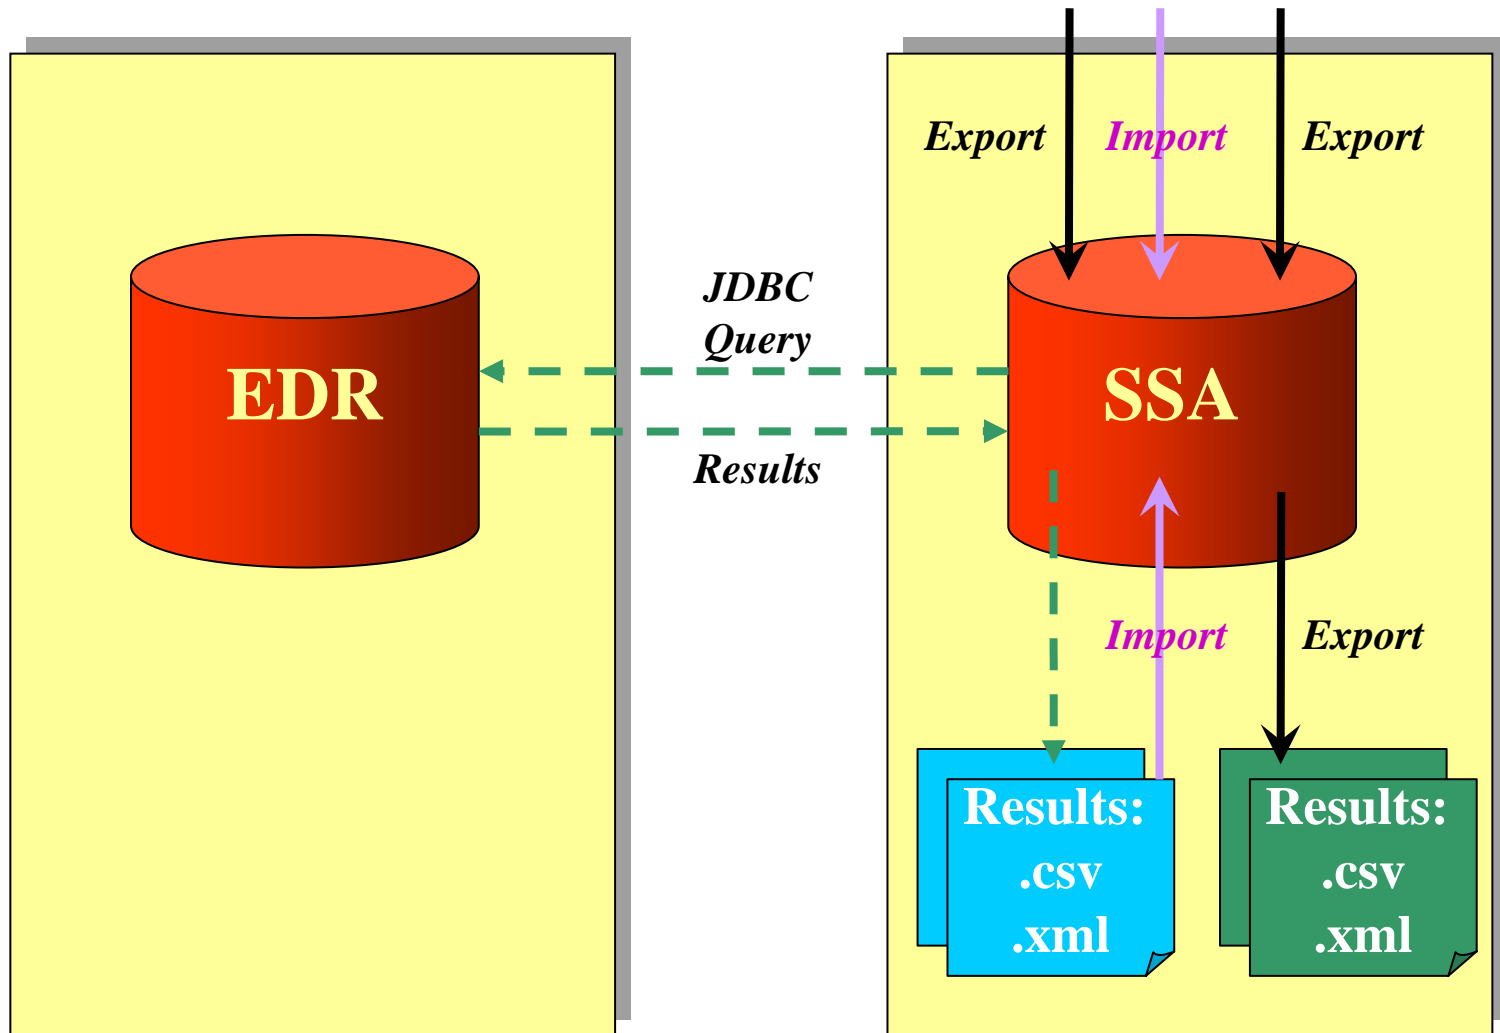 Export
Import
Export
JDBC
Query
EDR
SSA
Results
Import
Export
Results:
.csv
.xml
Results:
.csv
.xml